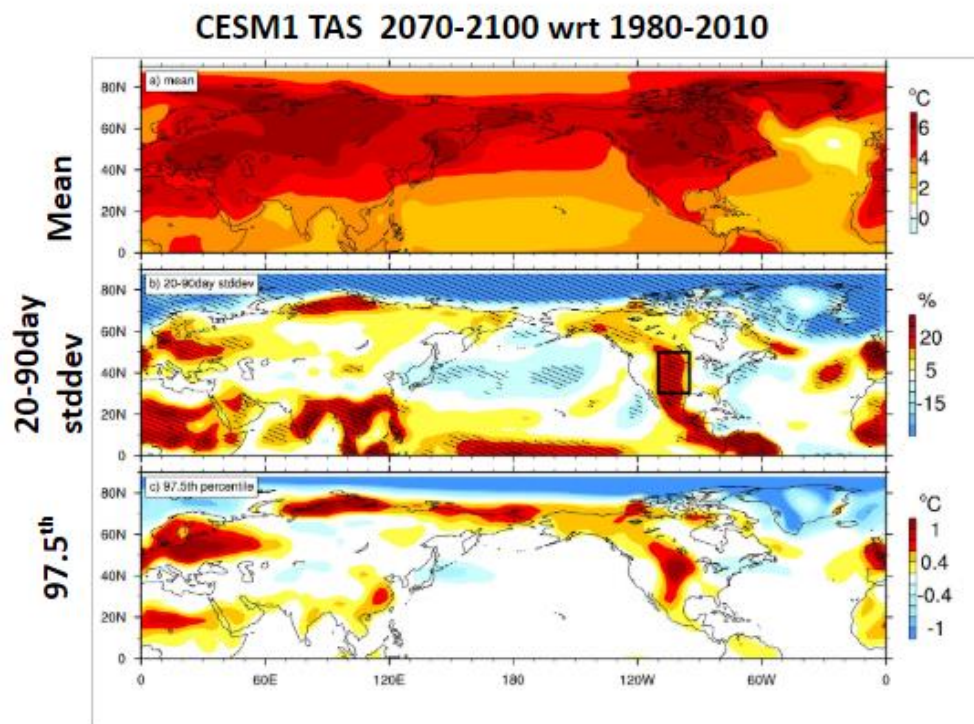 CESM1 TAS 2070-2100 wrt 1980-2010
Mean
a) mean
80N
60N
40N
20N
0
°C
6
4
2
0
20-90day
stddev
b) 20-90day stddev
80N
60N
40N
20N
0
%
20
5
-5
-15
97.5th
c) 97.5th percentile
80N
60N
40N
20N
0
°C
1
0.4
-0.4
-1
0
60E
120E
180
120W
60W
0